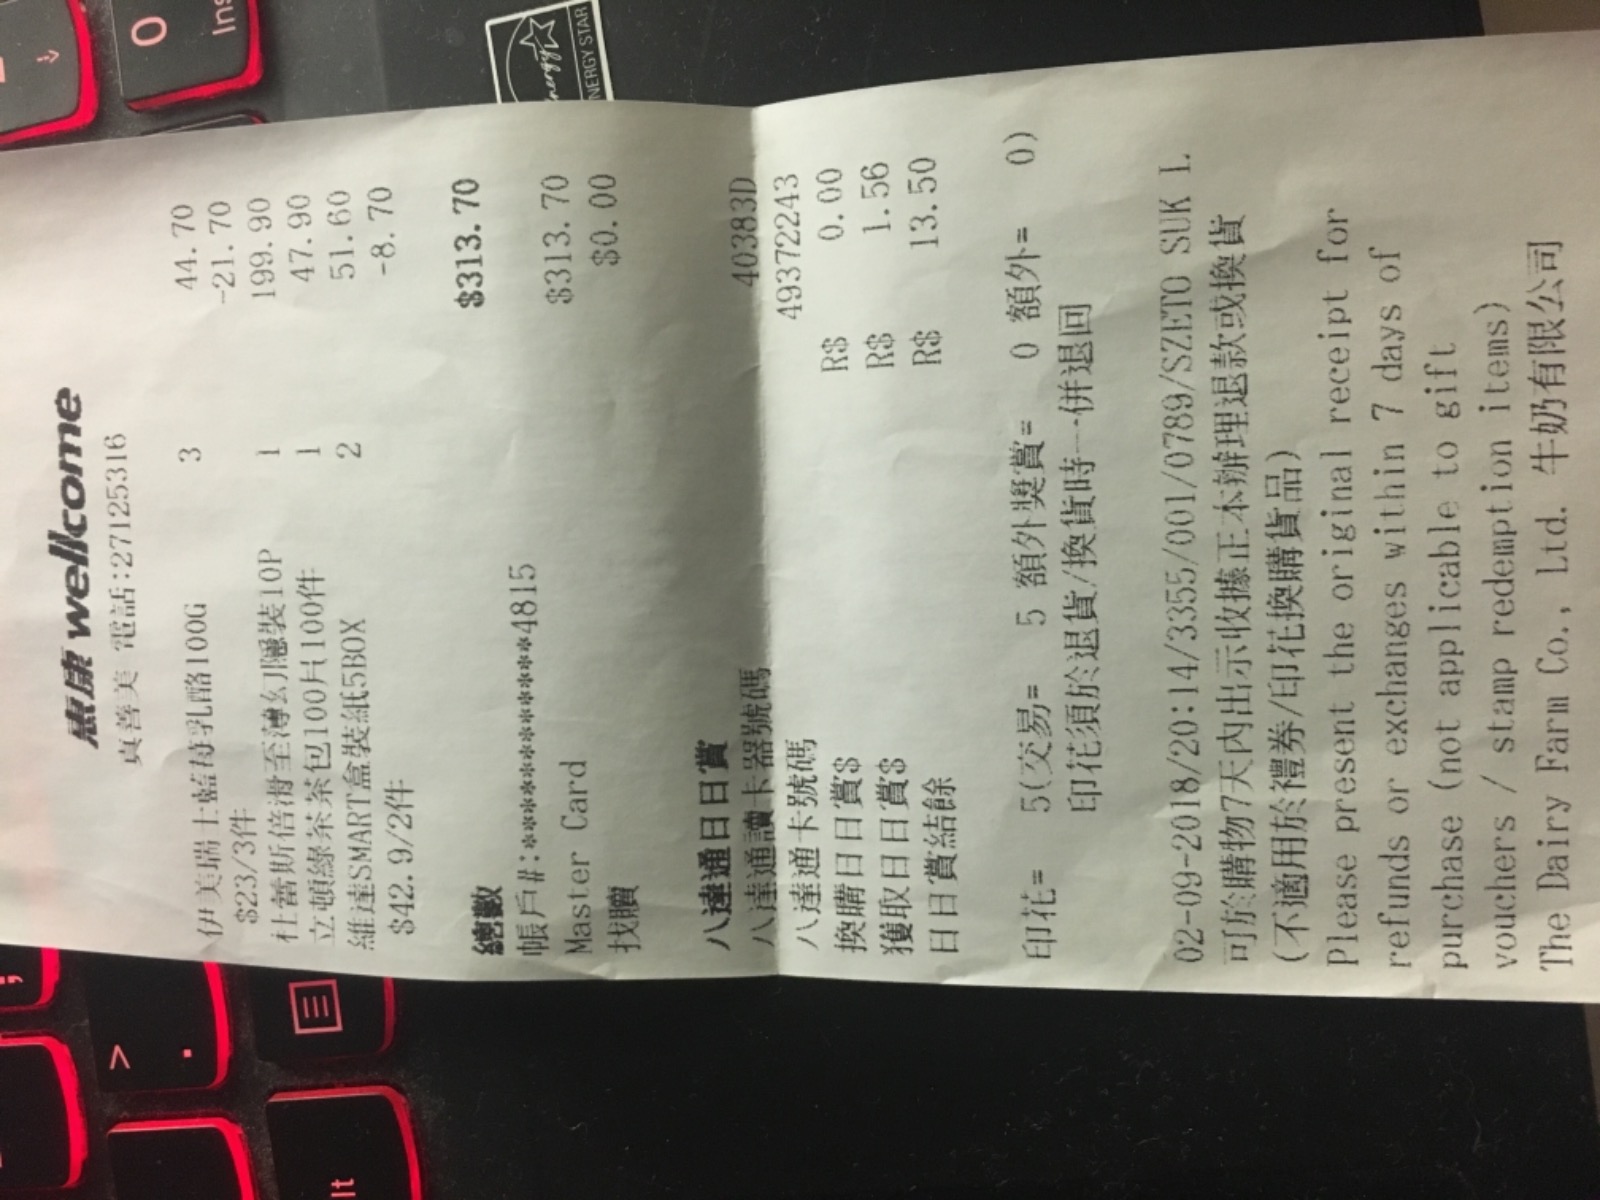 惠康 wellcome
真善美 電話:27125316
伊美瑞士藍莓乳酪100G 3 44.70
$23/3件 -21.70
杜蕾斯倍滑至薄幻隱裝10P 1 199.90
立頓綠茶茶包100片100件 1 47.90
維達SMART盒裝紙5BOX 2 51.60
$42.9/2件 -8.70
總數 $313.70
帳戶#:************4815
Master Card $313.70
找贖 $0.00
八達通日日賞
八達通讀卡器號碼 40383D
八達通卡號碼 49372243
換購日日賞$ R$ 0.00
獲取日日賞$ R$ 1.56
日日賞結餘 R$ 13.50
印花= 5(交易= 5 額外獎賞= 0 額外= 0)
印花須於退貨/換貨時一併退回
02-09-2018/20:14/3355/001/0789/SZETO SUK I.
可於購物7天內出示收據正本辦理退款或換貨
(不適用於禮券/印花換購貨品)
Please present the original receipt for
refunds or exchanges within 7 days of
purchase (not applicable to gift
vouchers / stamp redemption items)
The Dairy Farm Co., Ltd. 牛奶有限公司
>
.
;
lt
↓
0
Ins
energy
ENERGY STAR